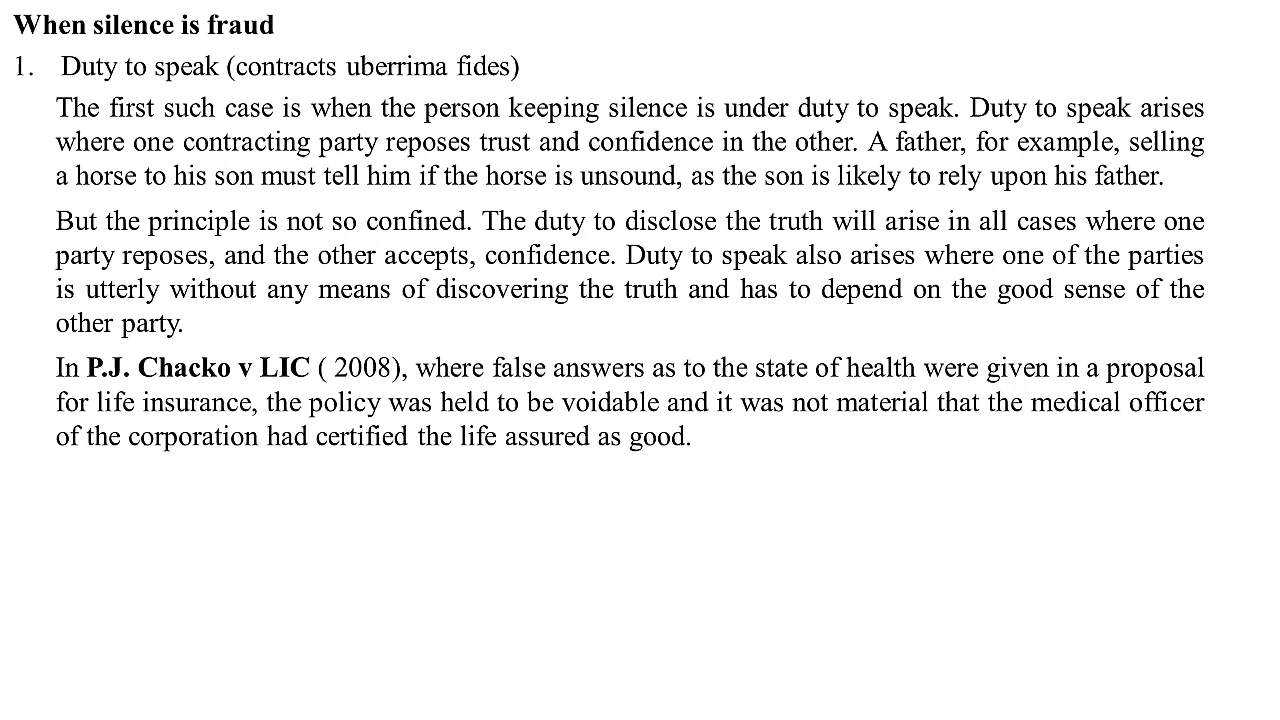 When silence is fraud
1. Duty to speak (contracts uberrima fides)
The first such case is when the person keeping silence is under duty to speak. Duty to speak arises
where one contracting party reposes trust and confidence in the other. A father, for example, selling
a horse to his son must tell him if the horse is unsound, as the son is likely to rely upon his father.
But the principle is not so confined. The duty to disclose the truth will arise in all cases where one
party reposes, and the other accepts, confidence. Duty to speak also arises where one of the parties
is utterly without any means of discovering the truth and has to depend on the good sense of the
other party.
In P.J. Chacko v LIC ( 2008), where false answers as to the state of health were given in a proposal
for life insurance, the policy was held to be voidable and it was not material that the medical officer
of the corporation had certified the life assured as good.